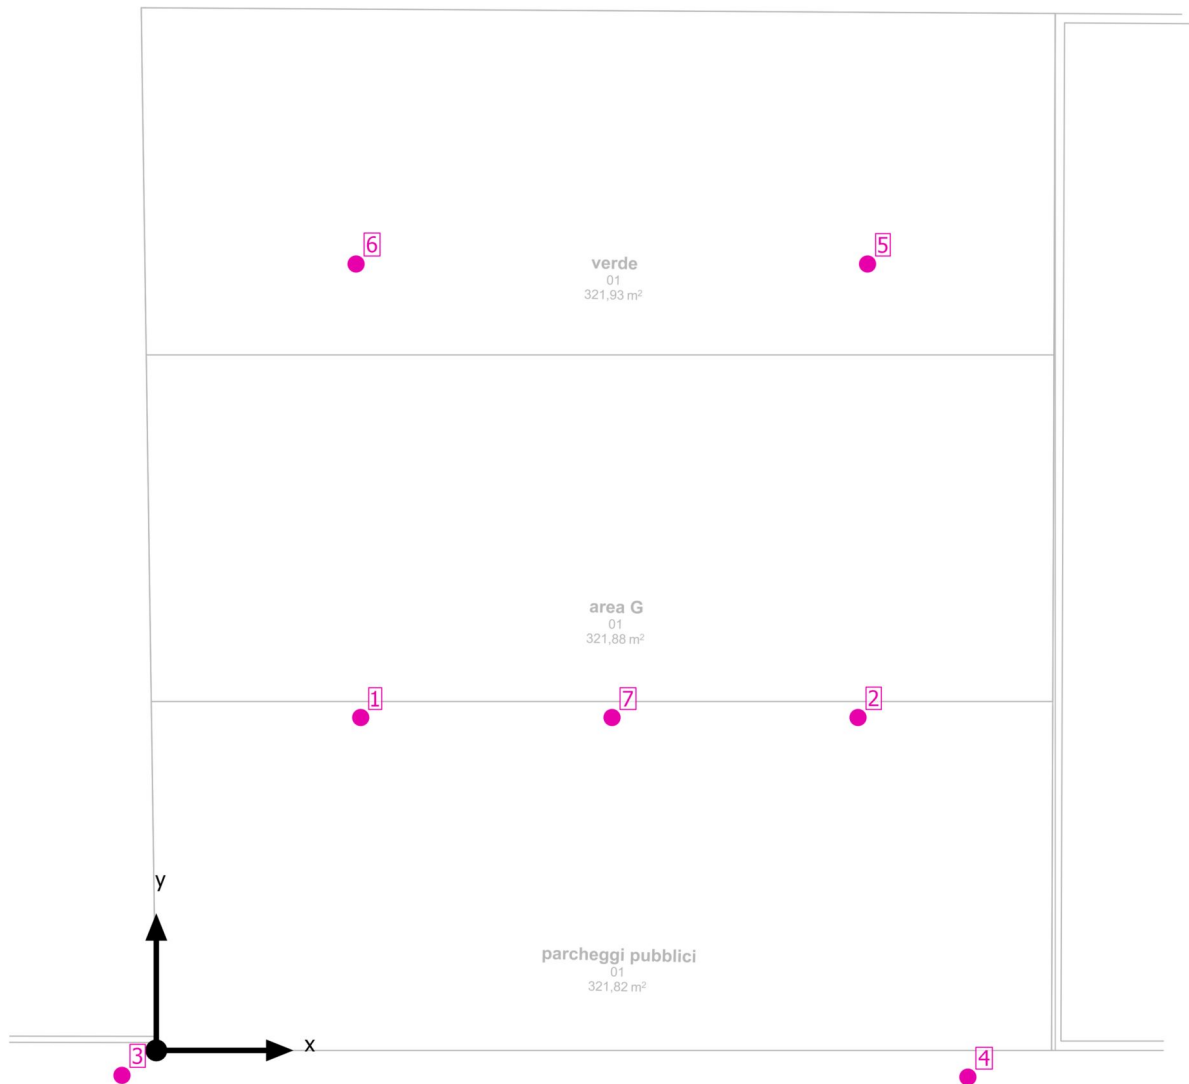 6
5
verde
01
321,93 m²
area G
01
321,88 m²
1
7
2
y
parcheggi pubblici
01
321,82 m²
x
3
4